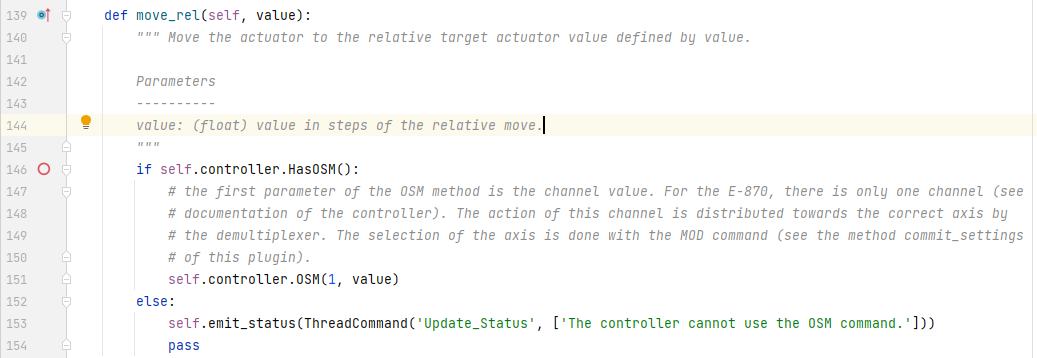 139 def move_rel(self, value):
140 """ Move the actuator to the relative target actuator value defined by value.
141
142 Parameters
143 ----------
144 value: (float) value in steps of the relative move.
145 """
146 if self.controller.HasOSM():
147 # the first parameter of the OSM method is the channel value. For the E-870, there is only one channel (see
148 # documentation of the controller). The action of this channel is distributed towards the correct axis by
149 # the demultiplexer. The selection of the axis is done with the MOD command (see the method commit_settings
150 # of this plugin).
151 self.controller.OSM(1, value)
152 else:
153 self.emit_status(ThreadCommand('Update_Status', ['The controller cannot use the OSM command.']))
154 pass